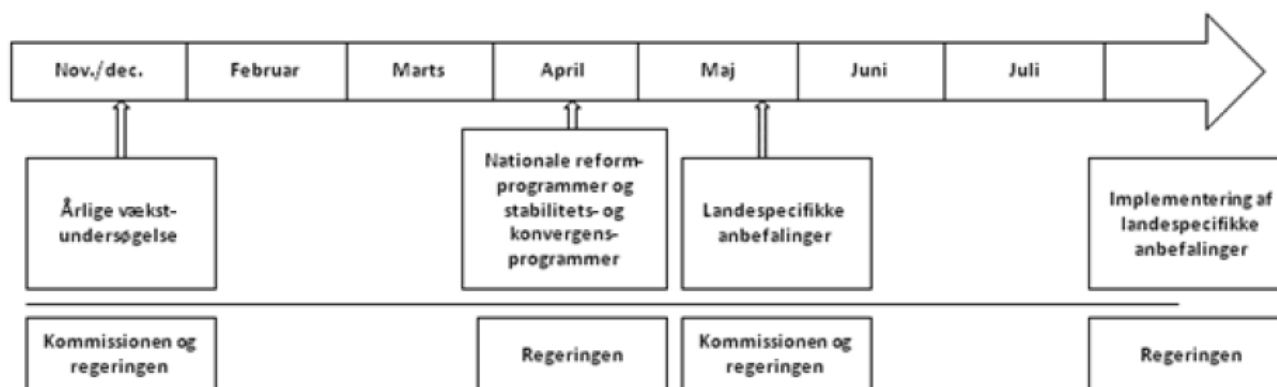 Nov./dec.
Februar
Marts
April
Maj
Juni
Juli
Årlige vækst-
undersøgelse
Nationale reform-
programmer og
stabilitets- og
konvergens-
programmer
Landespecifikke
anbefalinger
Implementering af
landespecifikke
anbefalinger
Kommissionen og
regeringen
Regeringen
Kommissionen og
regeringen
Regeringen